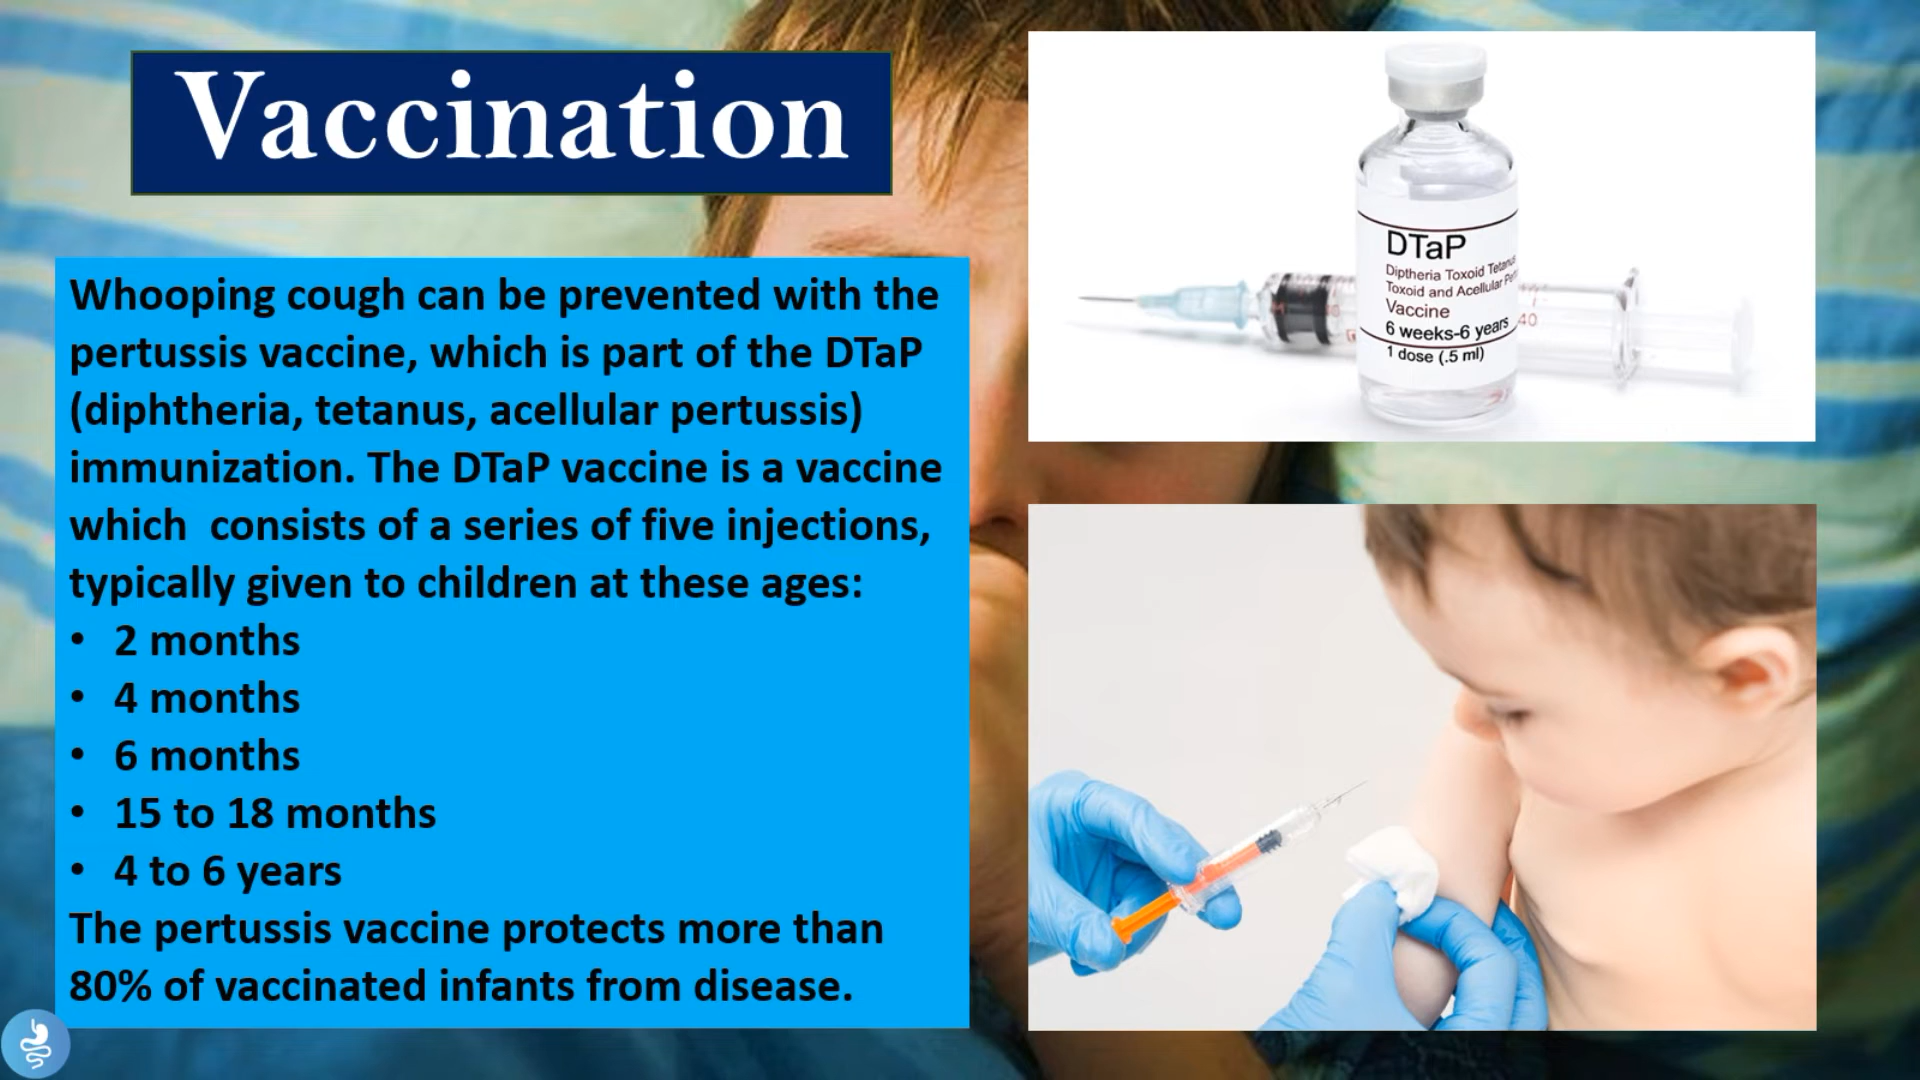 Vaccination
Whooping cough can be prevented with the
pertussis vaccine, which is part of the DTaP
(diphtheria, tetanus, acellular pertussis)
immunization. The DTaP vaccine is a vaccine
which  consists of a series of five injections,
typically given to children at these ages:
• 2 months
• 4 months
• 6 months
• 15 to 18 months
• 4 to 6 years
The pertussis vaccine protects more than
80% of vaccinated infants from disease.
DTaP
Diptheria Toxoid Tetanus
Toxoid and Acellular
Vaccine
6 weeks-6 years
1 dose (.5 ml)
40